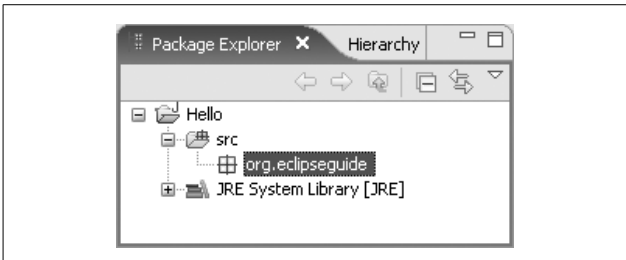 Package Explorer Hierarchy
Hello
src
org.eclipseguide
JRE System Library [JRE]